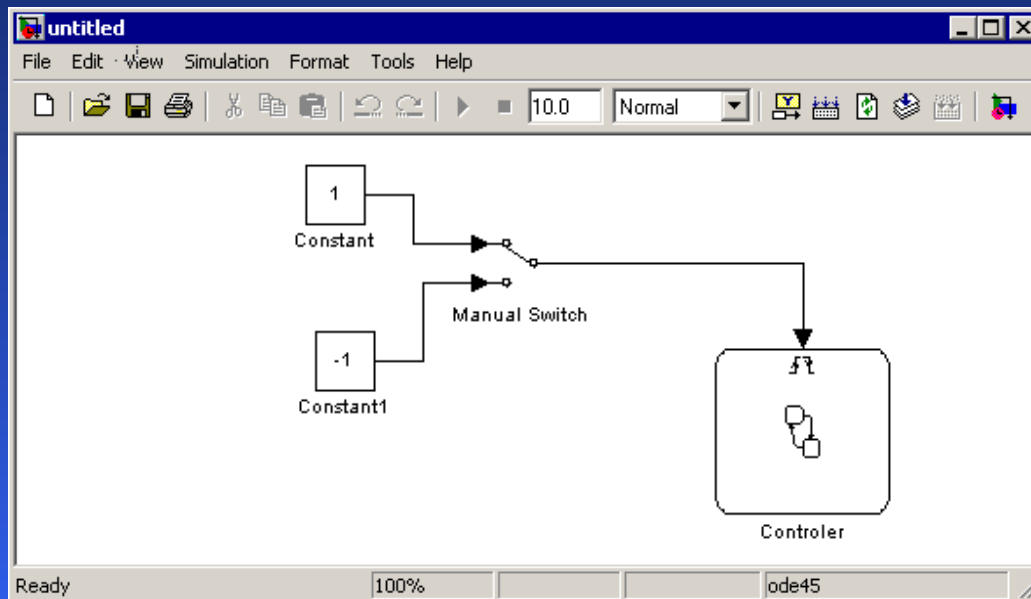 untitled
File Edit View Simulation Format Tools Help
10.0 Normal
1
Constant
Manual Switch
-1
Constant1
Controler
Ready 100% ode45